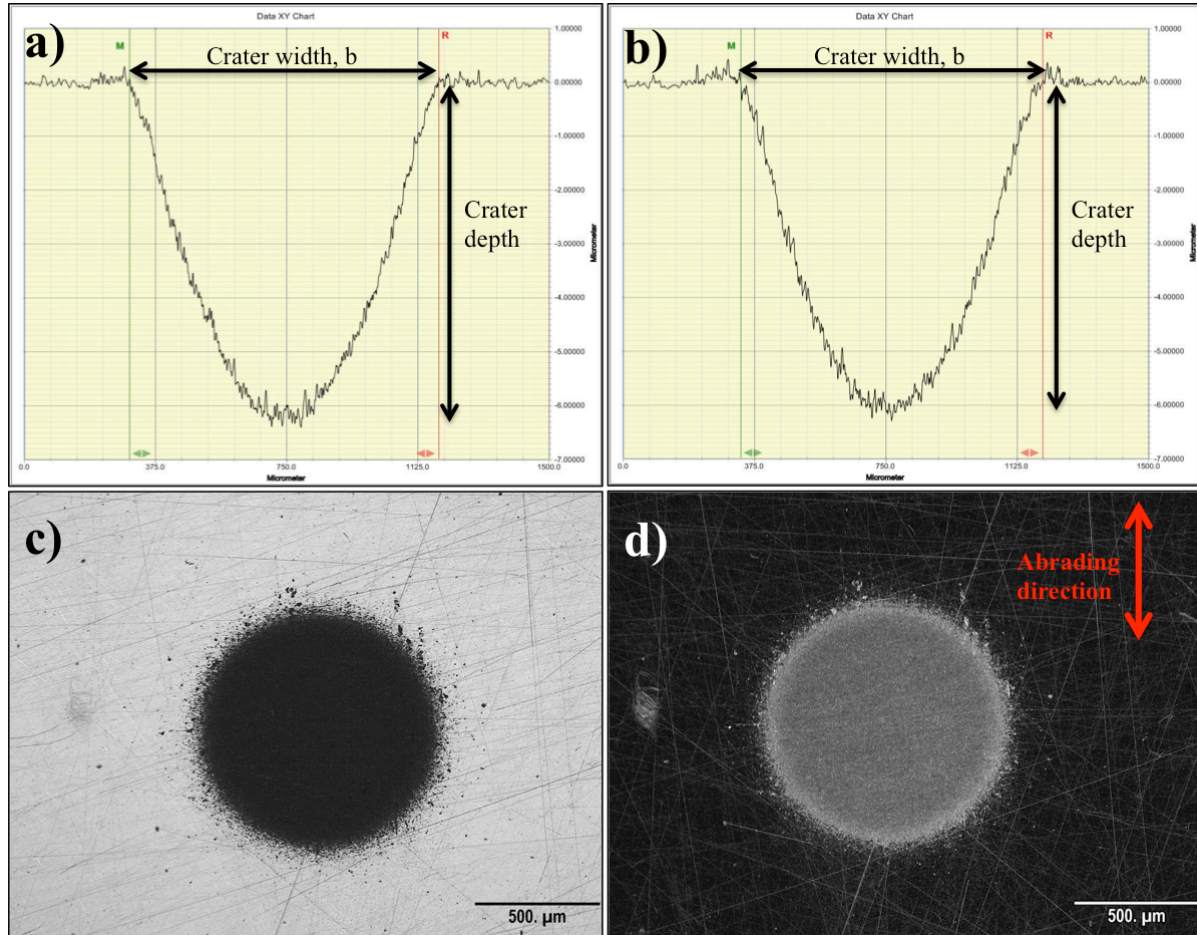 Data XY Chart
a)
M
Crater width, b
R
1.00000
0.00000
-1.00000
-2.00000
Crater
depth
-3.00000
Micrometer
-4.00000
-5.00000
-6.00000
-7.00000
0.0
375.0
750.0
1125.0
1500.0
Micrometer
Data XY Chart
b)
M
Crater width, b
R
1.00000
0.00000
-1.00000
-2.00000
Crater
depth
-3.00000
Micrometer
-4.00000
-5.00000
-6.00000
-7.00000
0.0
375.0
750.0
1125.0
1500.0
Micrometer
c)
500. µm
d)
Abrading
direction
500. µm